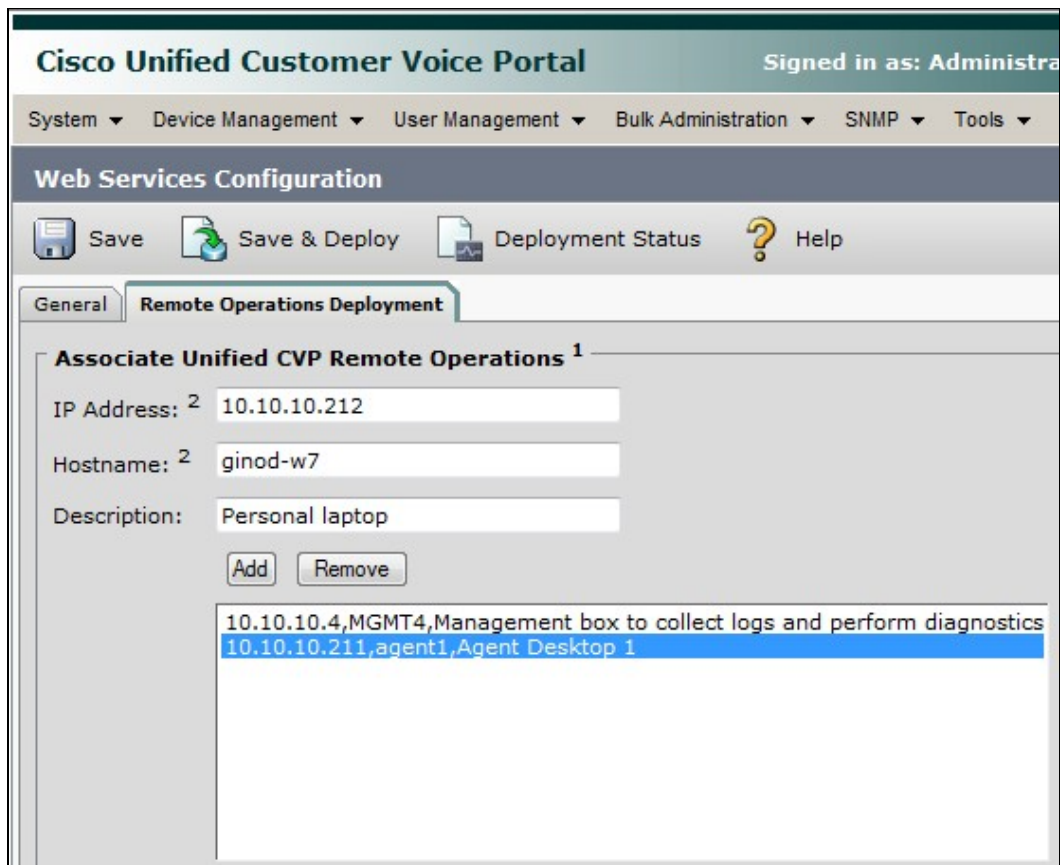 Cisco Unified Customer Voice Portal Signed in as: Administra
System Device Management User Management Bulk Administration SNMP Tools
Web Services Configuration
Save Save & Deploy Deployment Status Help
General Remote Operations Deployment
Associate Unified CVP Remote Operations 1
IP Address: 2 10.10.10.212
Hostname: 2 ginod-w7
Description: Personal laptop
Add Remove
10.10.10.4,MGMT4,Management box to collect logs and perform diagnostics
10.10.10.211,agent1,Agent Desktop 1